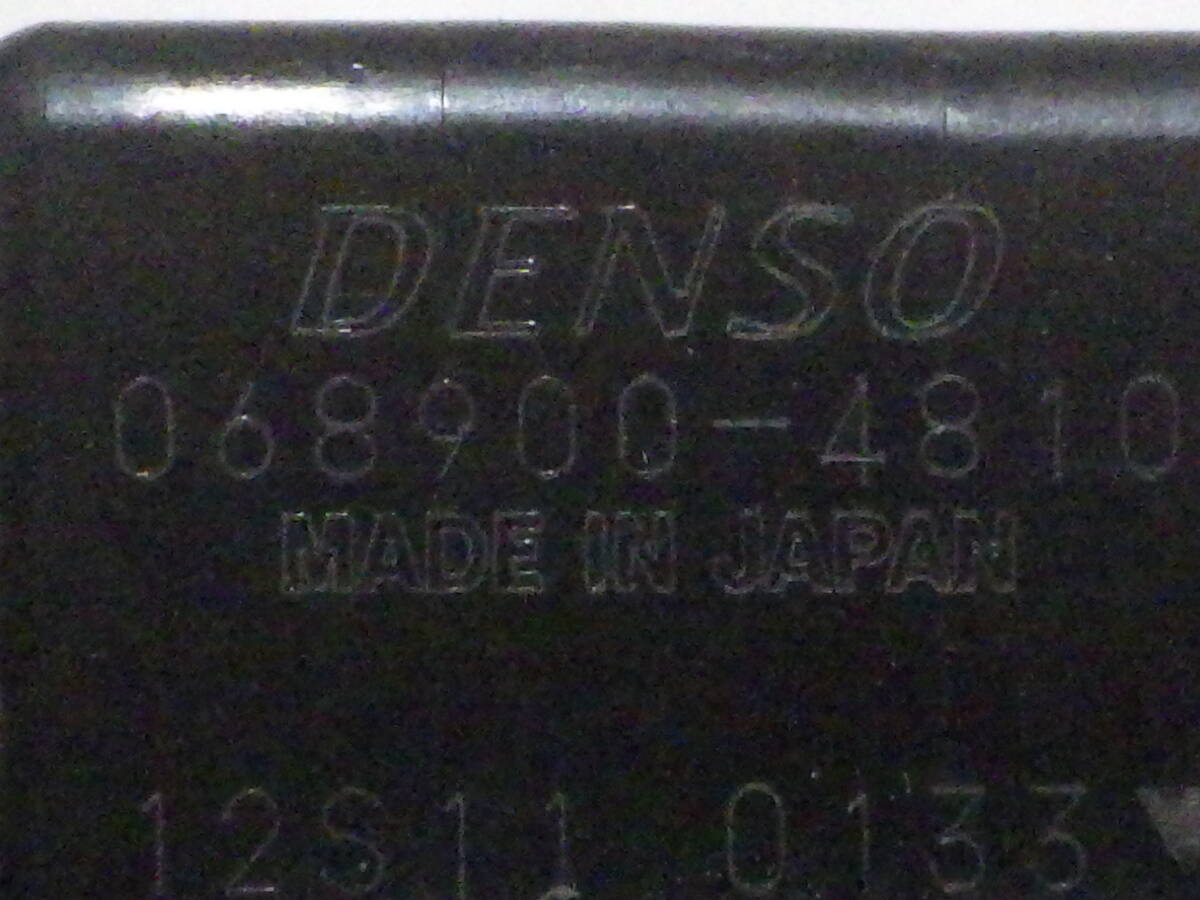 DENSO
068900-4810
MADE IN JAPAN
12S11 0133